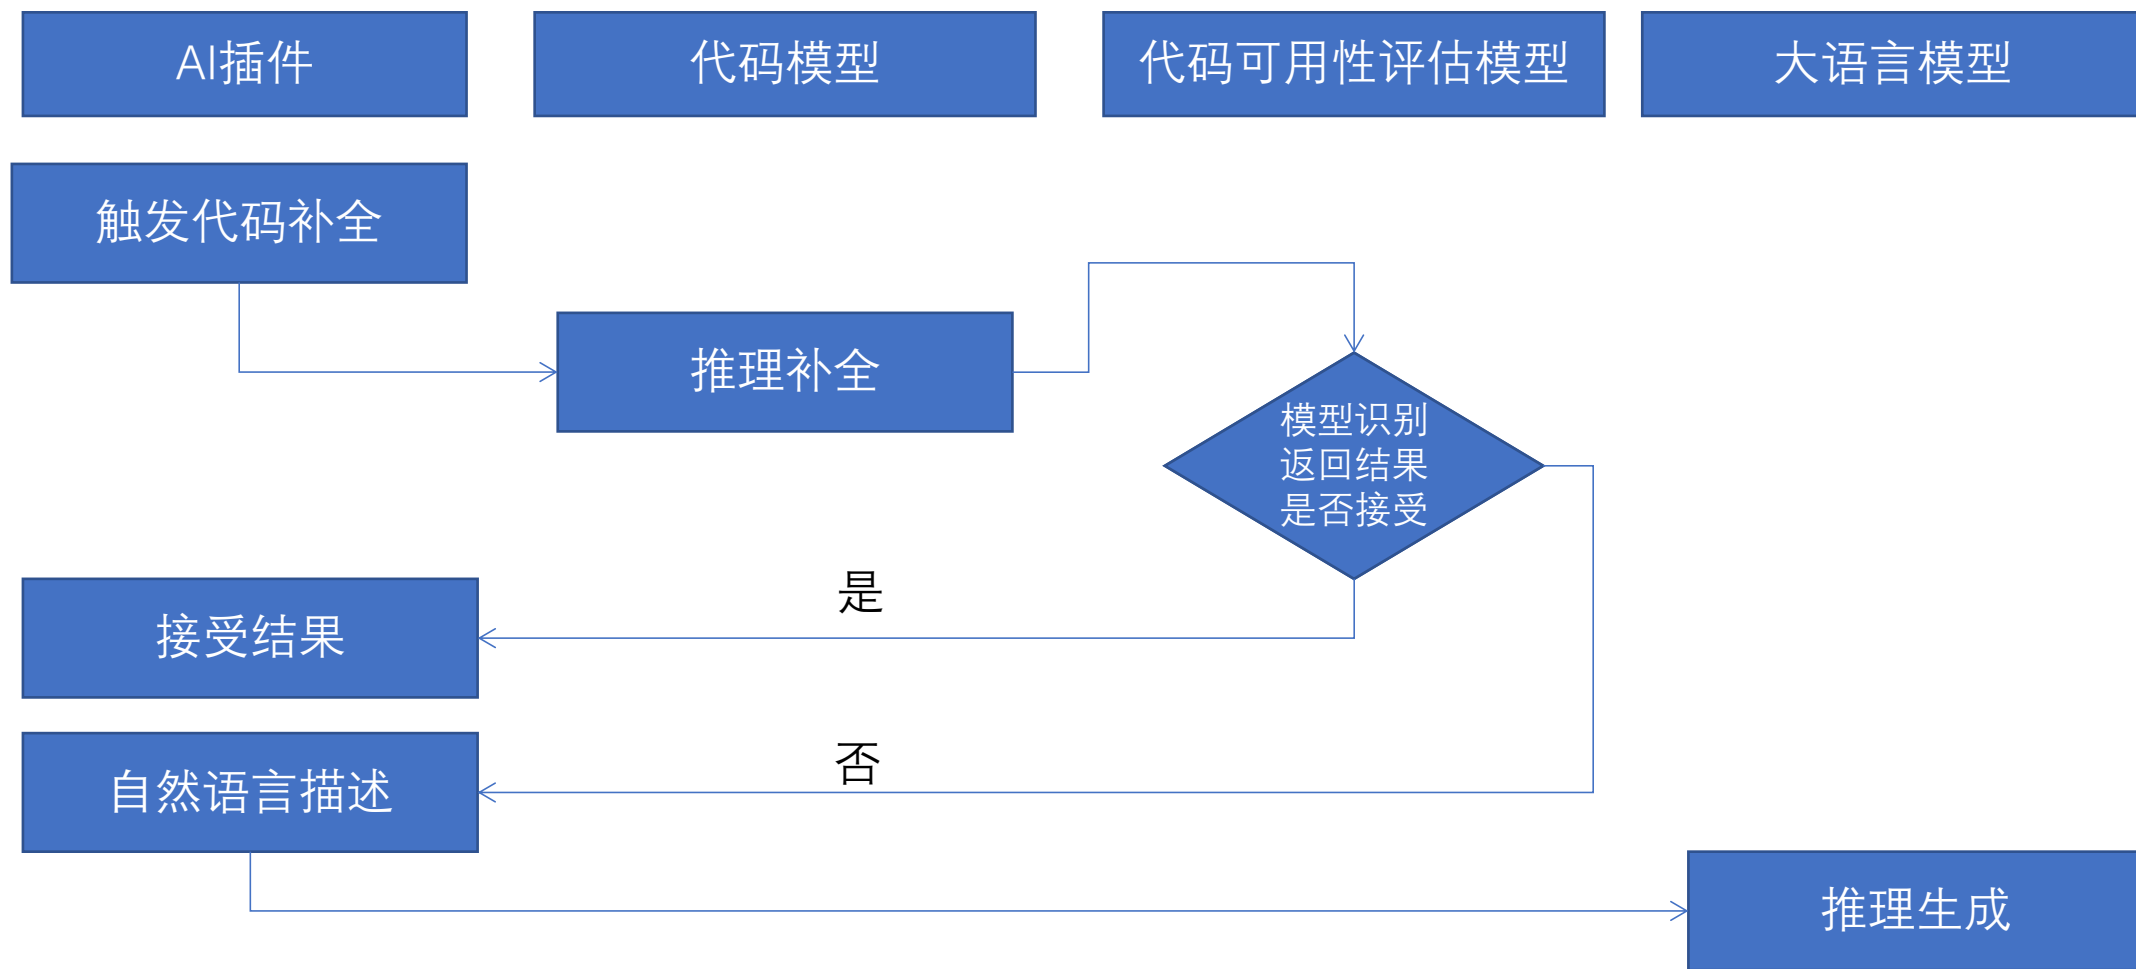 AI插件
代码模型
代码可用性评估模型
大语言模型
触发代码补全
推理补全
模型识别
返回结果
是否接受
是
接受结果
否
自然语言描述
推理生成